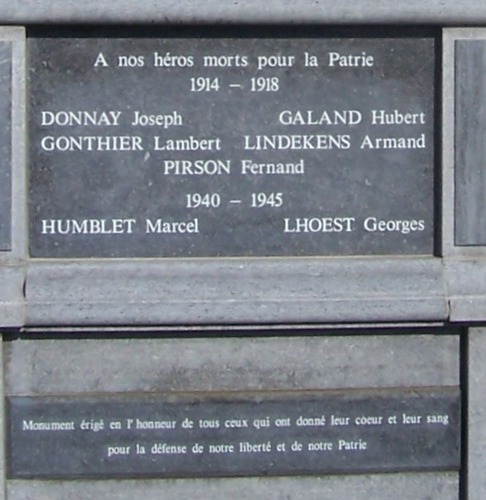 A nos héros morts pour la Patrie
1914 – 1918
DONNAY Joseph GALAND Hubert
GONTHIER Lambert LINDEKENS Armand
PIRSON Fernand
1940 – 1945
HUMBLET Marcel LHOEST Georges
Monument érigé en l'honneur de tous ceux qui ont donné leur coeur et leur sang
pour la défense de notre liberté et de notre Patrie